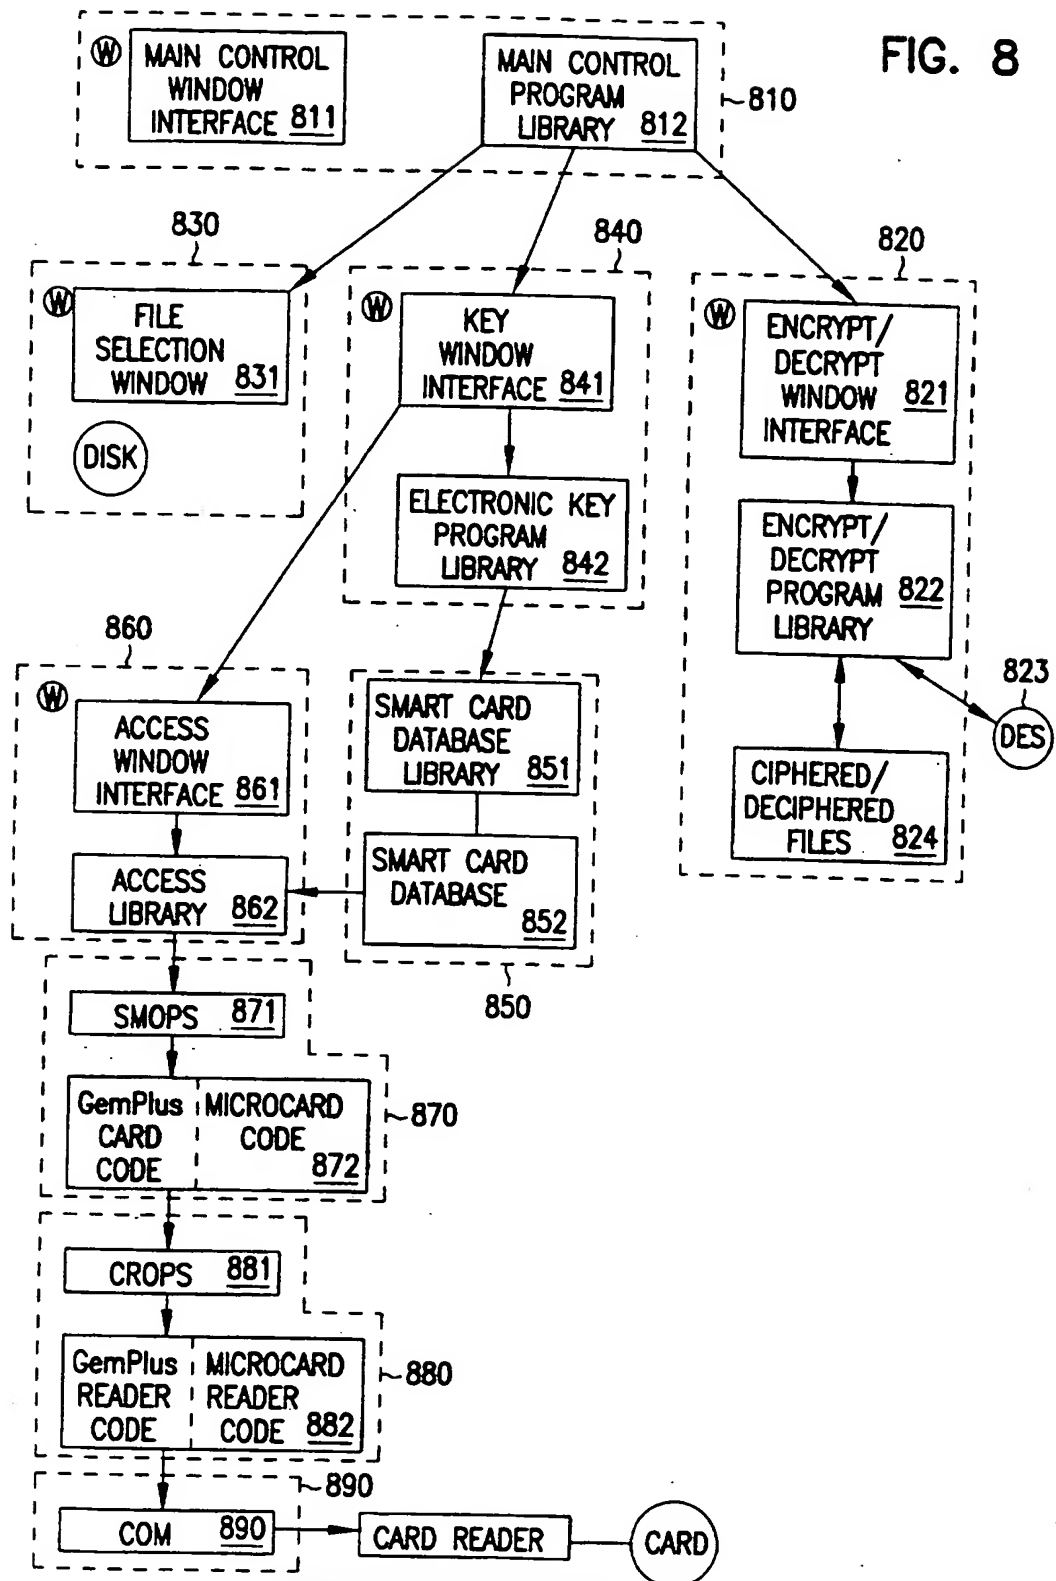 FIG. 8
W
MAIN CONTROL
WINDOW
INTERFACE 811
MAIN CONTROL
PROGRAM
LIBRARY 812
810
830
W
FILE
SELECTION
WINDOW 831
DISK
840
W
KEY
WINDOW
INTERFACE 841
ELECTRONIC KEY
PROGRAM
LIBRARY 842
820
W
ENCRYPT/
DECRYPT
WINDOW 821
INTERFACE
ENCRYPT/
DECRYPT
PROGRAM 822
LIBRARY
823
DES
CIPHERED/
DECIPHERED
FILES 824
860
W
ACCESS
WINDOW
INTERFACE 861
ACCESS
LIBRARY 862
SMART CARD
DATABASE
LIBRARY 851
SMART CARD
DATABASE
852
850
SMOPS 871
GemPlus
CARD
CODE
MICROCARD
CODE
872
870
CROPS 881
GemPlus
READER
CODE
MICROCARD
READER
CODE 882
880
890
COM 890
CARD READER
CARD